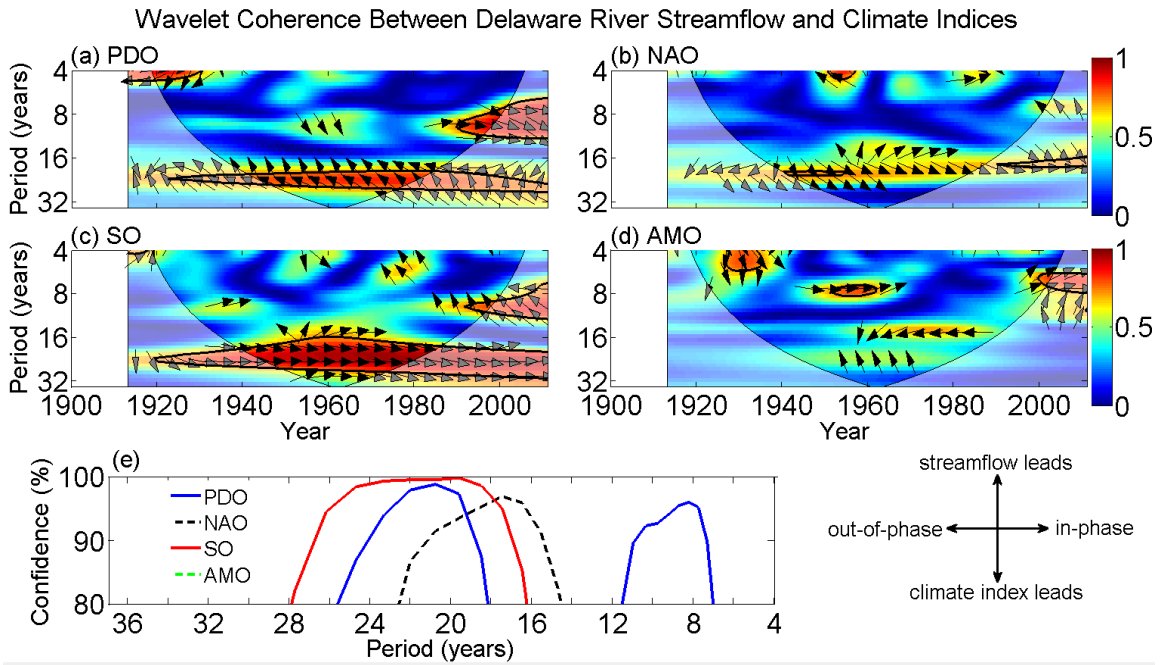 Wavelet Coherence Between Delaware River Streamflow and Climate Indices
(a) PDO
(b) NAO
4
8
16
32
Period (years)
4
8
16
32
1
0.5
0
(c) SO
(d) AMO
4
8
16
32
Period (years)
4
8
16
32
1
0.5
0
1900 1920 1940 1960 1980 2000
Year
1900 1920 1940 1960 1980 2000
Year
(e)
Confidence (%)
100
90
80
PDO
NAO
SO
AMO
36 32 28 24 20 16 12 8 4
Period (years)
streamflow leads
out-of-phase
in-phase
climate index leads